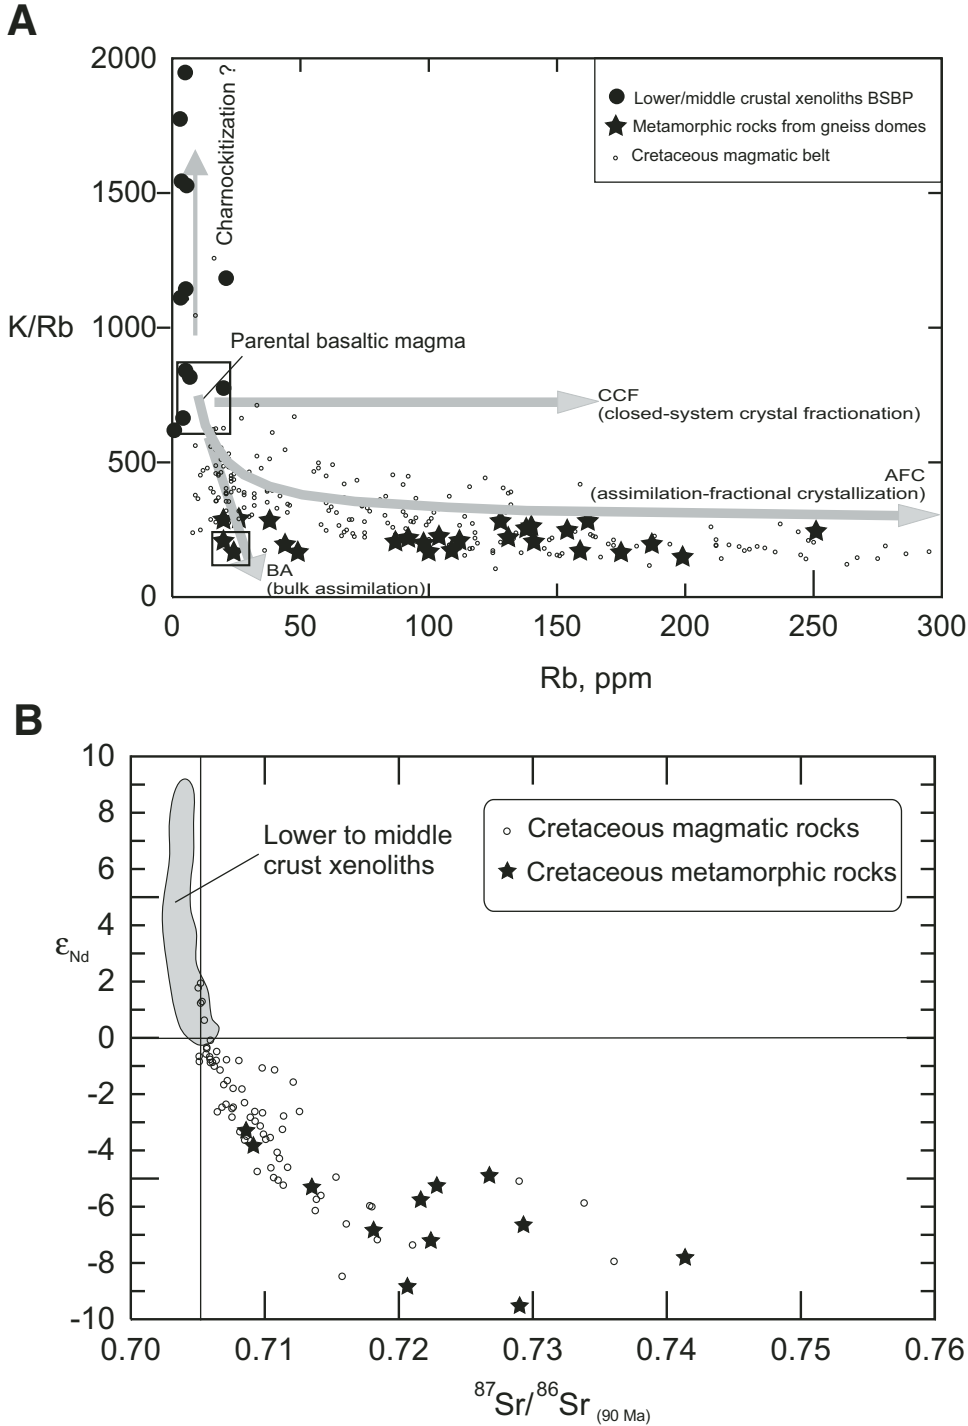 A
2000
1500
1000
500
0
K/Rb
Charnockitization ?
Lower/middle crustal xenoliths BSBP
Metamorphic rocks from gneiss domes
Cretaceous magmatic belt
Parental basaltic magma
CCF
(closed-system crystal fractionation)
AFC
(assimilation-fractional crystallization)
BA
(bulk assimilation)
0 50 100 150 200 250 300
Rb, ppm
B
10
8
6
4
2
0
-2
-4
-6
-8
-10
εNd
Lower to middle
crust xenoliths
Cretaceous magmatic rocks
Cretaceous metamorphic rocks
0.70 0.71 0.72 0.73 0.74 0.75 0.76
87Sr/86Sr (90 Ma)